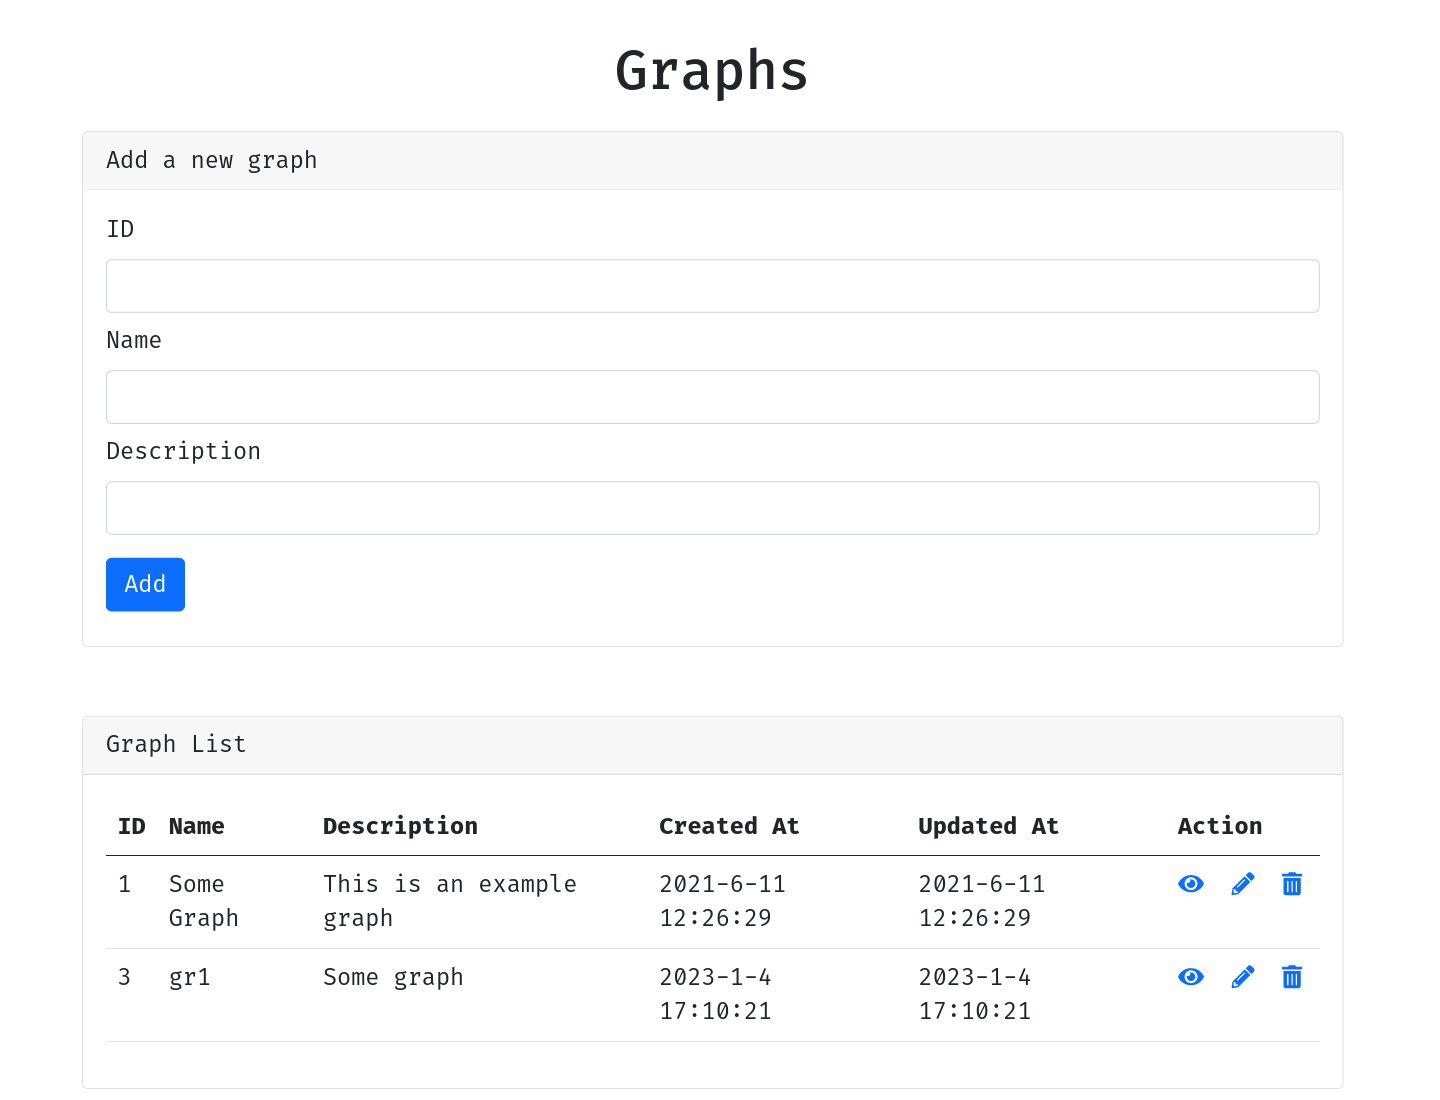 Graphs
Add a new graph
ID
Name
Description
Add
Graph List
ID Name Description Created At Updated At Action
1 Some This is an example 2021-6-11 2021-6-11
Graph graph 12:26:29 12:26:29
3 gr1 Some graph 2023-1-4 2023-1-4
17:10:21 17:10:21